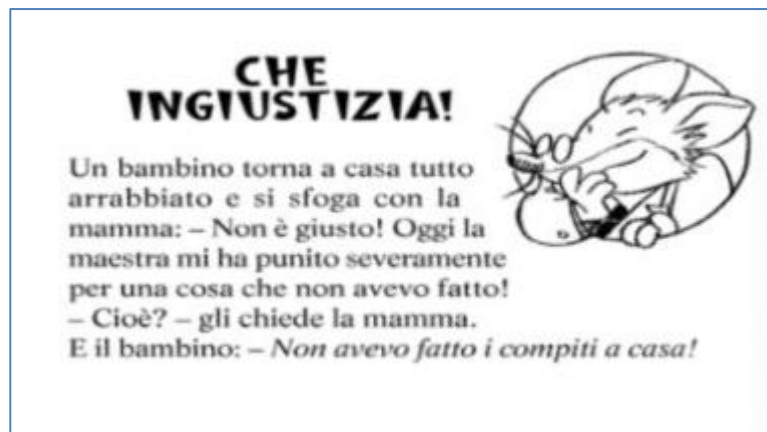 CHE
INGIUSTIZIA!
Un bambino torna a casa tutto
arrabbiato e si sfoga con la
mamma: – Non è giusto! Oggi la
maestra mi ha punito severamente
per una cosa che non avevo fatto!
– Cioè? – gli chiede la mamma.
E il bambino: – Non avevo fatto i compiti a casa!